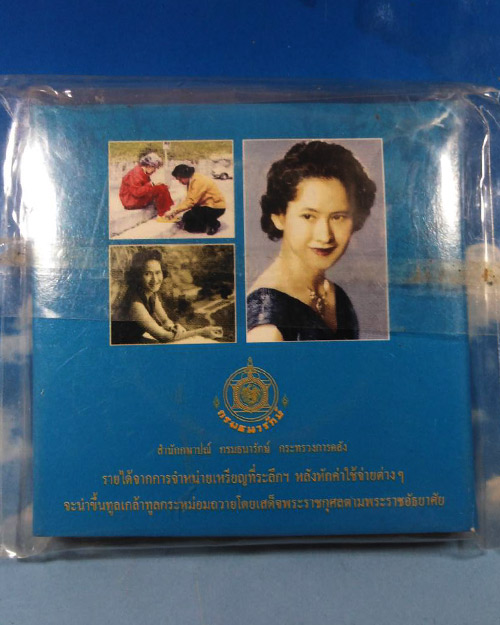 กรมธนารักษ์
สำนักกษาปณ์ กรมธนารักษ์ กระทรวงการคลัง
รายได้จากการจำหน่ายเหรียญที่ระลึกฯ หลังหักค่าใช้จ่ายต่าง ๆ
จะนำขึ้นทูลเกล้าทูลกระหม่อมถวายโดยเสด็จพระราชกุศลตามพระราชอัธยาศัย